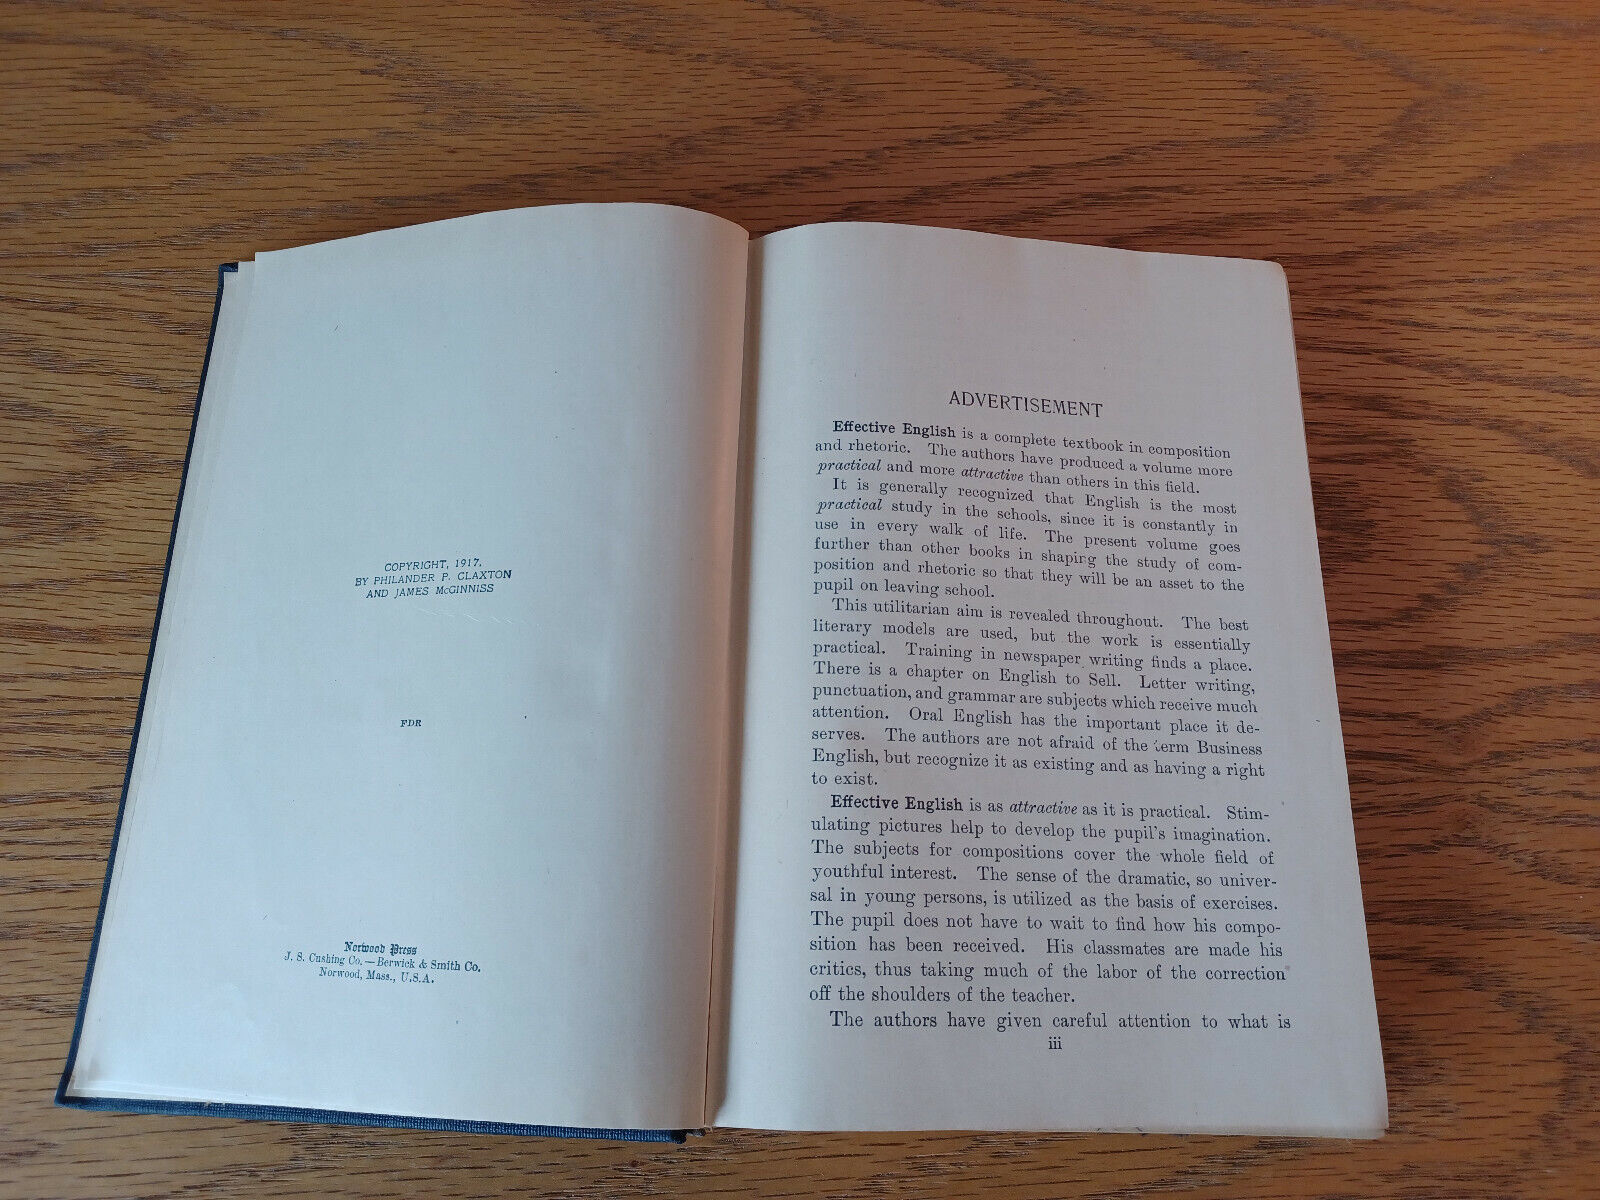 COPYRIGHT, 1917,
BY PHILANDER P. CLAXTON
AND JAMES McGINNISS
FDR
Norwood Press
J. S. Cushing Co. — Berwick & Smith Co.
Norwood, Mass., U.S.A.
ADVERTISEMENT
Effective English is a complete textbook in composition
and rhetoric. The authors have produced a volume more
practical and more attractive than others in this field.
It is generally recognized that English is the most
practical study in the schools, since it is constantly in
use in every walk of life. The present volume goes
further than other books in shaping the study of com-
position and rhetoric so that they will be an asset to the
pupil on leaving school.
This utilitarian aim is revealed throughout. The best
literary models are used, but the work is essentially
practical. Training in newspaper writing finds a place.
There is a chapter on English to Sell. Letter writing,
punctuation, and grammar are subjects which receive much
attention. Oral English has the important place it de-
serves. The authors are not afraid of the term Business
English, but recognize it as existing and as having a right
to exist.
Effective English is as attractive as it is practical. Stim-
ulating pictures help to develop the pupil's imagination.
The subjects for compositions cover the whole field of
youthful interest. The sense of the dramatic, so univer-
sal in young persons, is utilized as the basis of exercises.
The pupil does not have to wait to find how his compo-
sition has been received. His classmates are made his
critics, thus taking much of the labor of the correction
off the shoulders of the teacher.
The authors have given careful attention to what is
iii